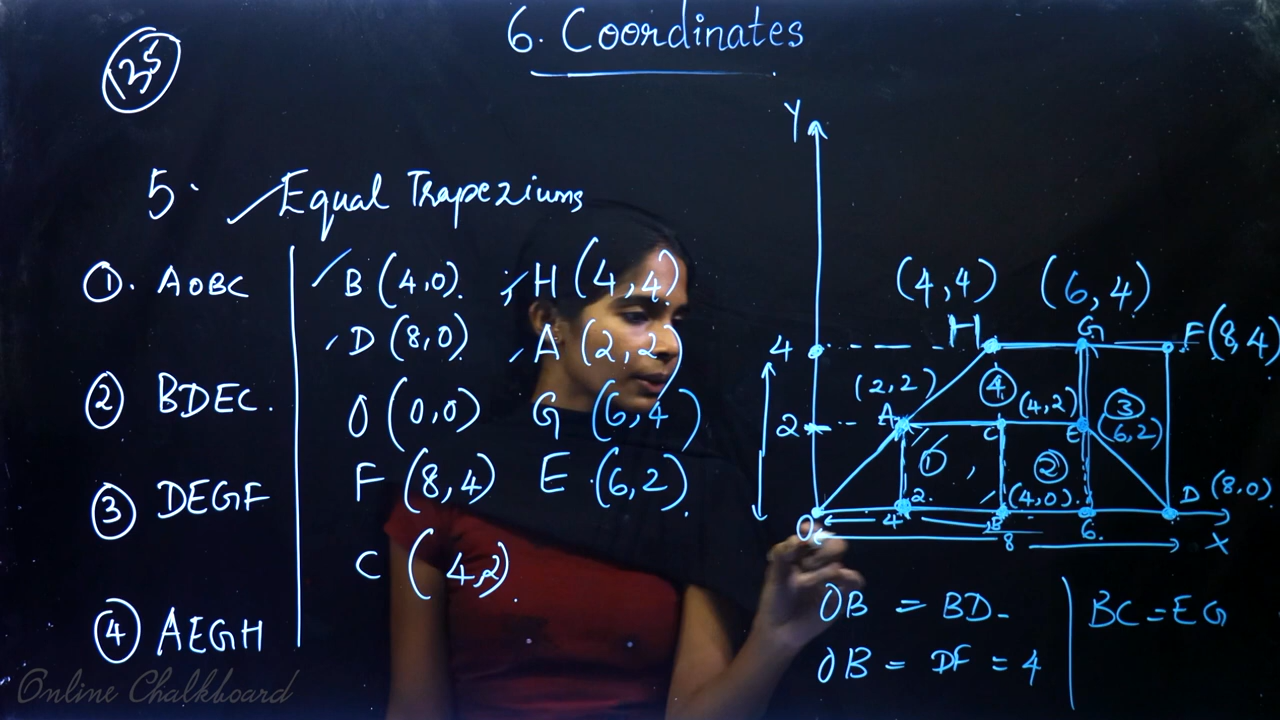 6. Coordinates
135
5. Equal Trapeziums
① . AOBC
② BDEC.
③ DEGF
④ AEGH
B (4,0). ; H (4,4)
D (8,0) A (2,2)
O (0,0) G (6,4)
F (8,4) E (6,2).
C (4,2).
Y
(4,4) (6,4)
4 H G F (8,4)
(2,2) ④ (4,2) ③
2 A C E (6,2)
① , ②
2. (4,0). D (8,0)
O 4 B 6. X
8
OB = BD BC = EG
OB = DF = 4
Online Chalkboard